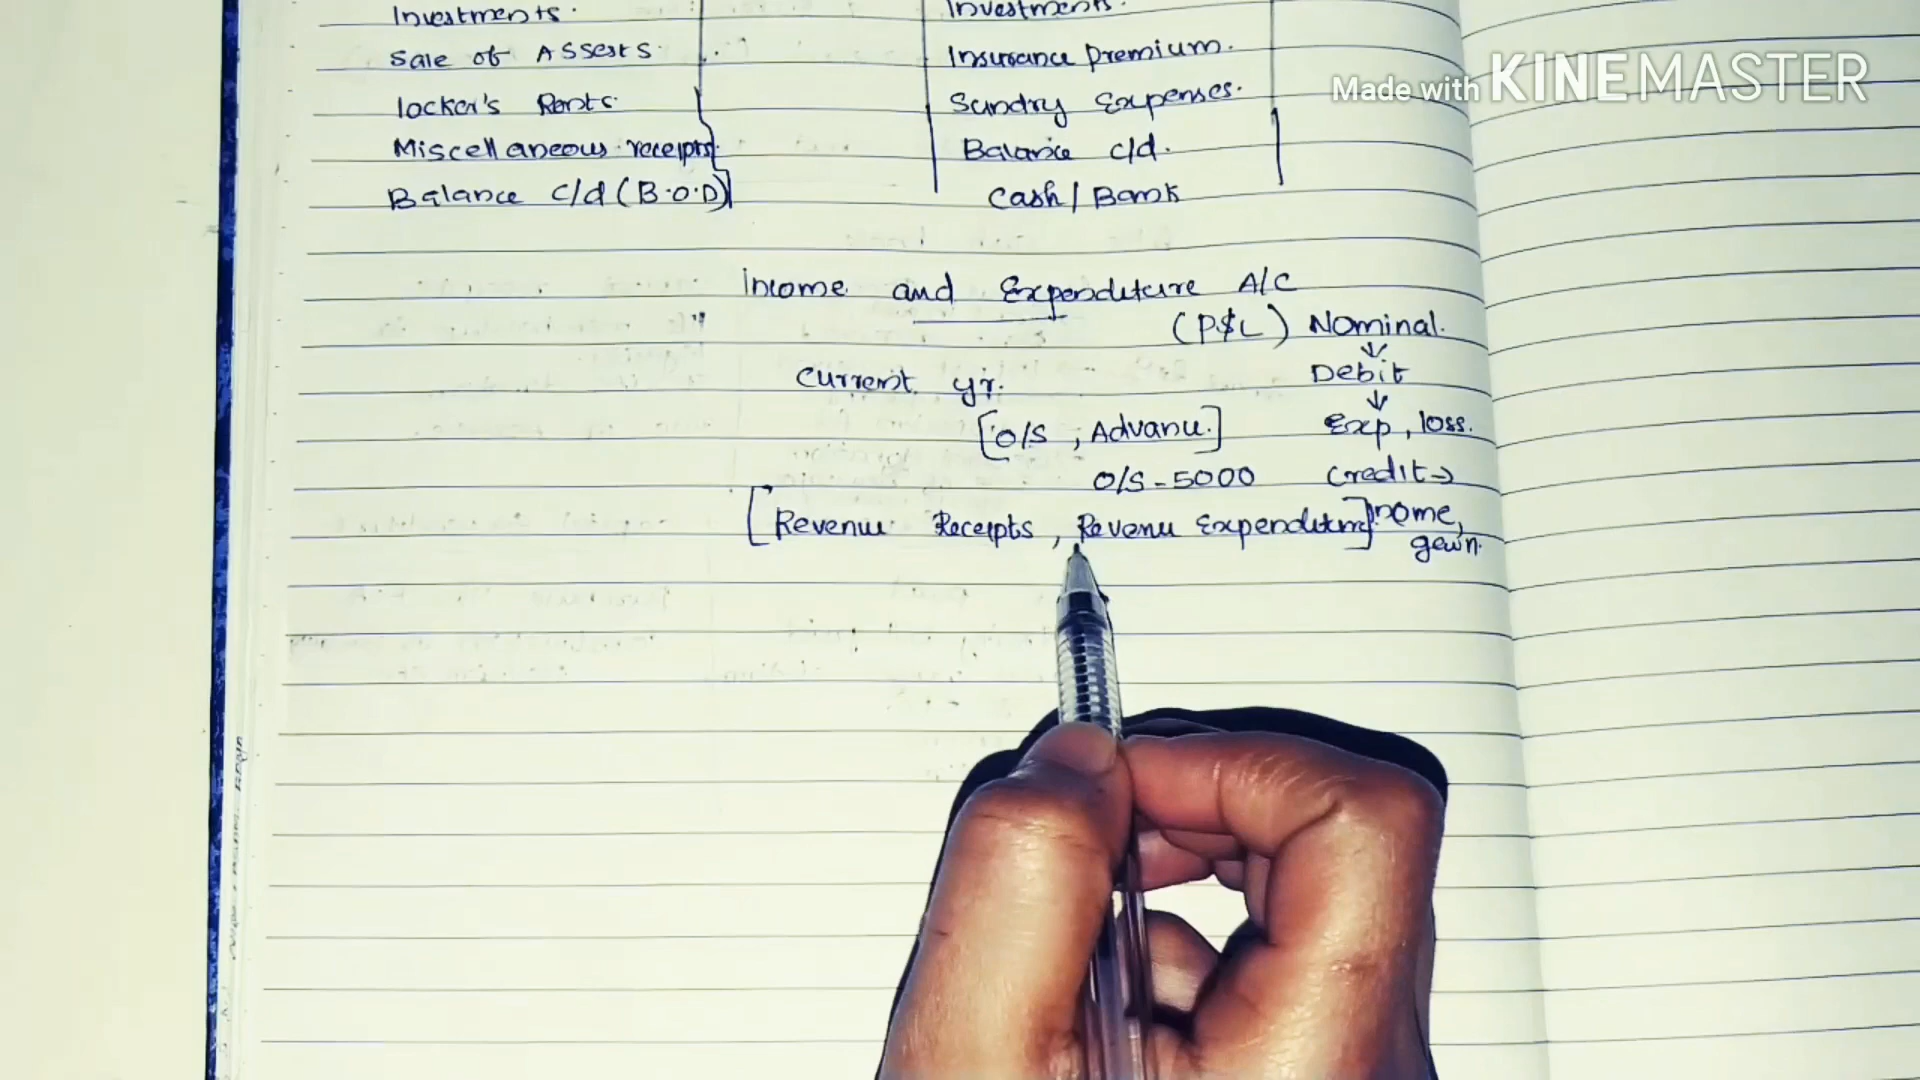 Investments.
Investments.
Sale of Assests.
Insurance premium.
Made with KINEMASTER
locker's Rents.
Sundry Expenses.
Miscellaneous receipts
Balance c/d.
Balance c/d (B.O.D)
Cash / Bank
Income and Expenditure A/C
(P$L) Nominal.
Current yr.
Debit
[O/S , Advance.]
Exp, loss.
O/S - 5000
Credit →
[Revenue Receipts, Revenue Expenditure]
Income,
gain.